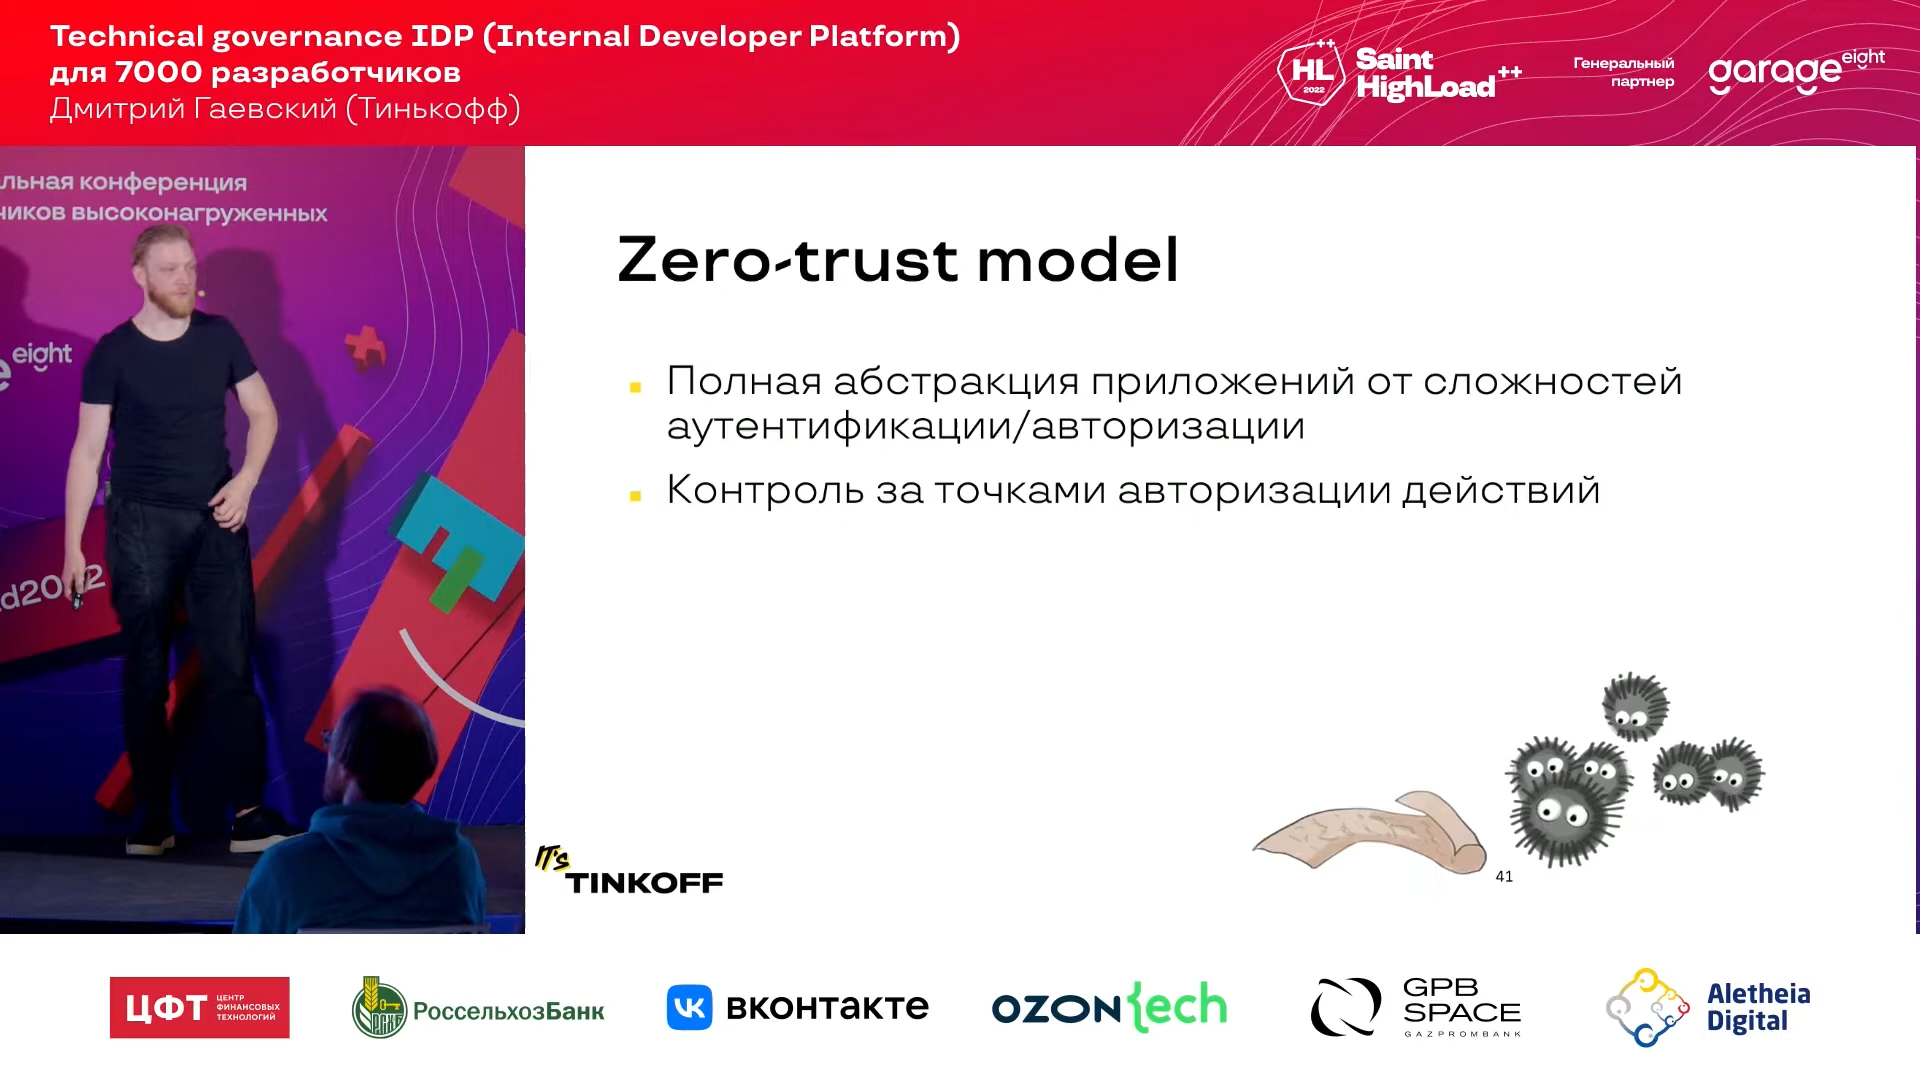 Technical governance IDP (Internal Developer Platform)
для 7000 разработчиков
Дмитрий Гаевский (Тинькофф)
HL++
2022
Saint
HighLoad++
Генеральный
партнер
garage eight
льная конференция
чиков высоконагруженных
e eight
Zero-trust model
Полная абстракция приложений от сложностей
аутентификации/авторизации
Контроль за точками авторизации действий
41
IT's
TINKOFF
ЦФТ
ЦЕНТР
ФИНАНСОВЫХ
ТЕХНОЛОГИЙ
РСХБ
РоссельхозБанк
вконтакте
OZON tech
GPB
SPACE
GAZPROMBANK
Aletheia
Digital